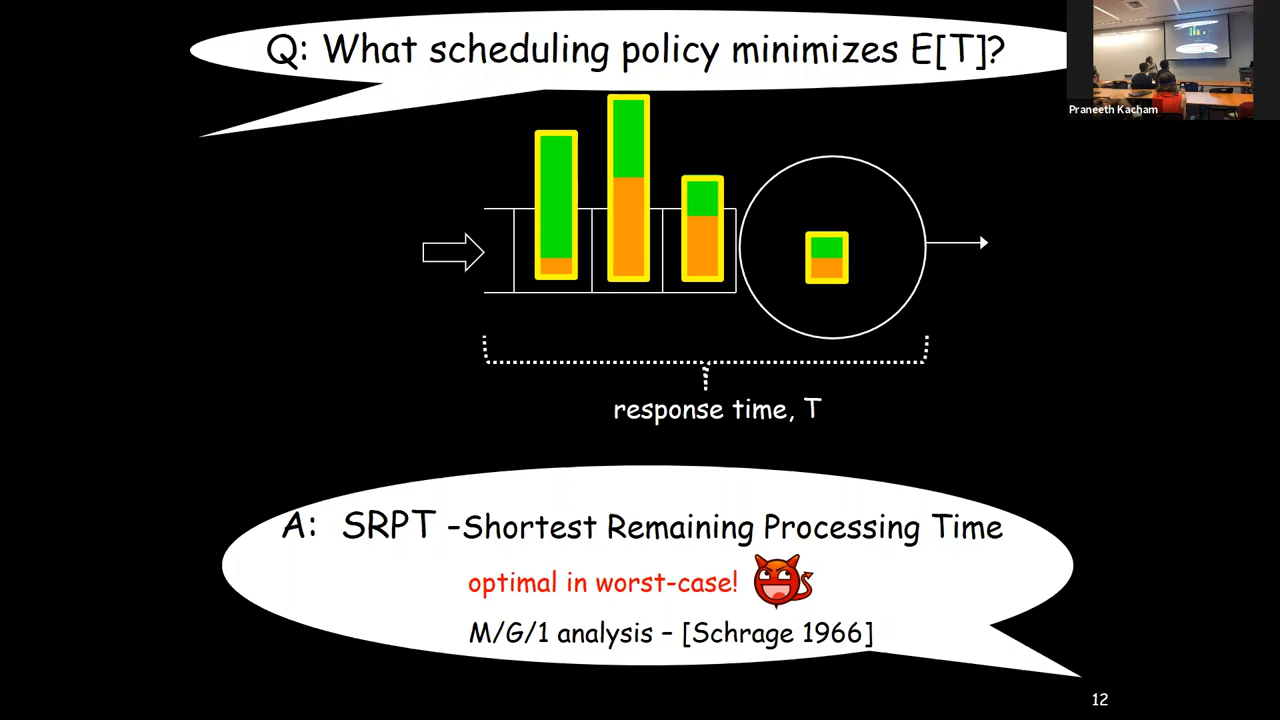 Q: What scheduling policy minimizes E[T]?
Praneeth Kacham
response time, T
A: SRPT -Shortest Remaining Processing Time
optimal in worst-case!
M/G/1 analysis – [Schrage 1966]
12